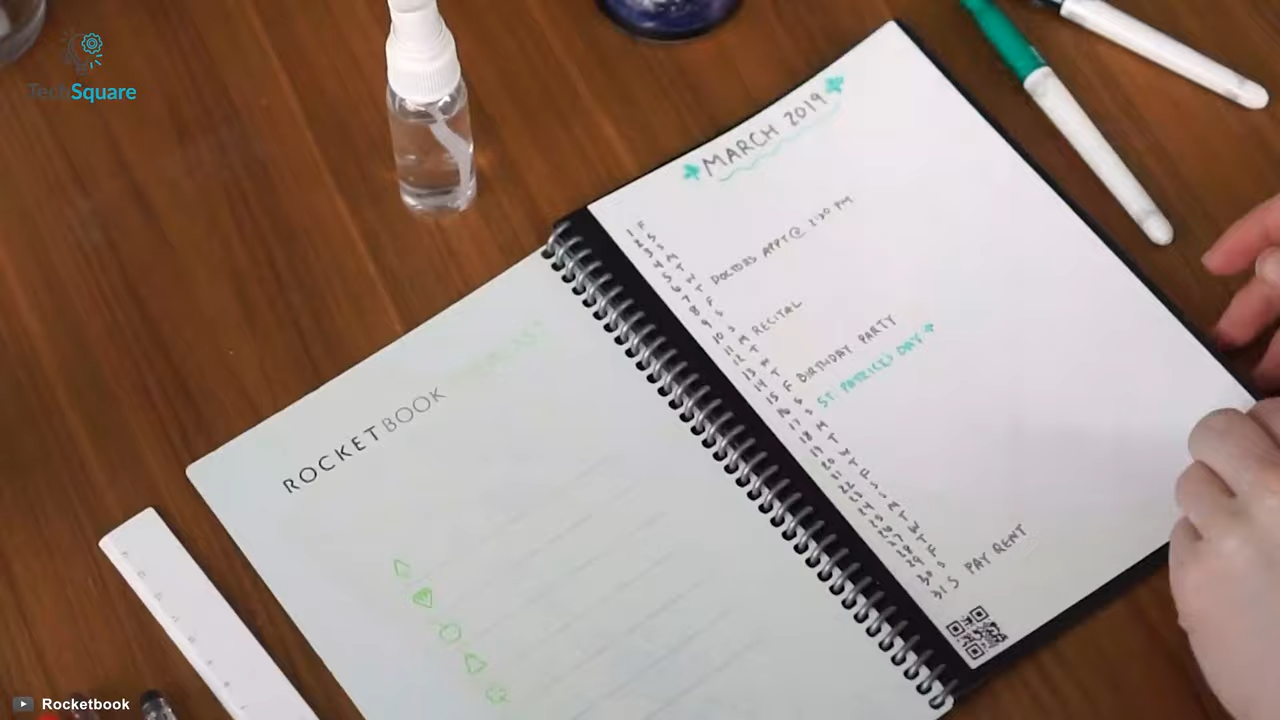 TechSquare
MARCH 2019
1 F
2 S
3 S
4 M
5 T
6 W
7 T DOCTORS APPT @ 2:30 PM
8 F
9 S
10 S
11 M RECITAL
12 T
13 W
14 T
15 F BIRTHDAY PARTY
16 S
17 S ST PATRICK'S DAY
18 M
19 T
20 W
21 T
22 F
23 S
24 S
25 M
26 T
27 W
28 T
29 F
30 S
31 S PAY RENT
ROCKETBOOK
Rocketbook